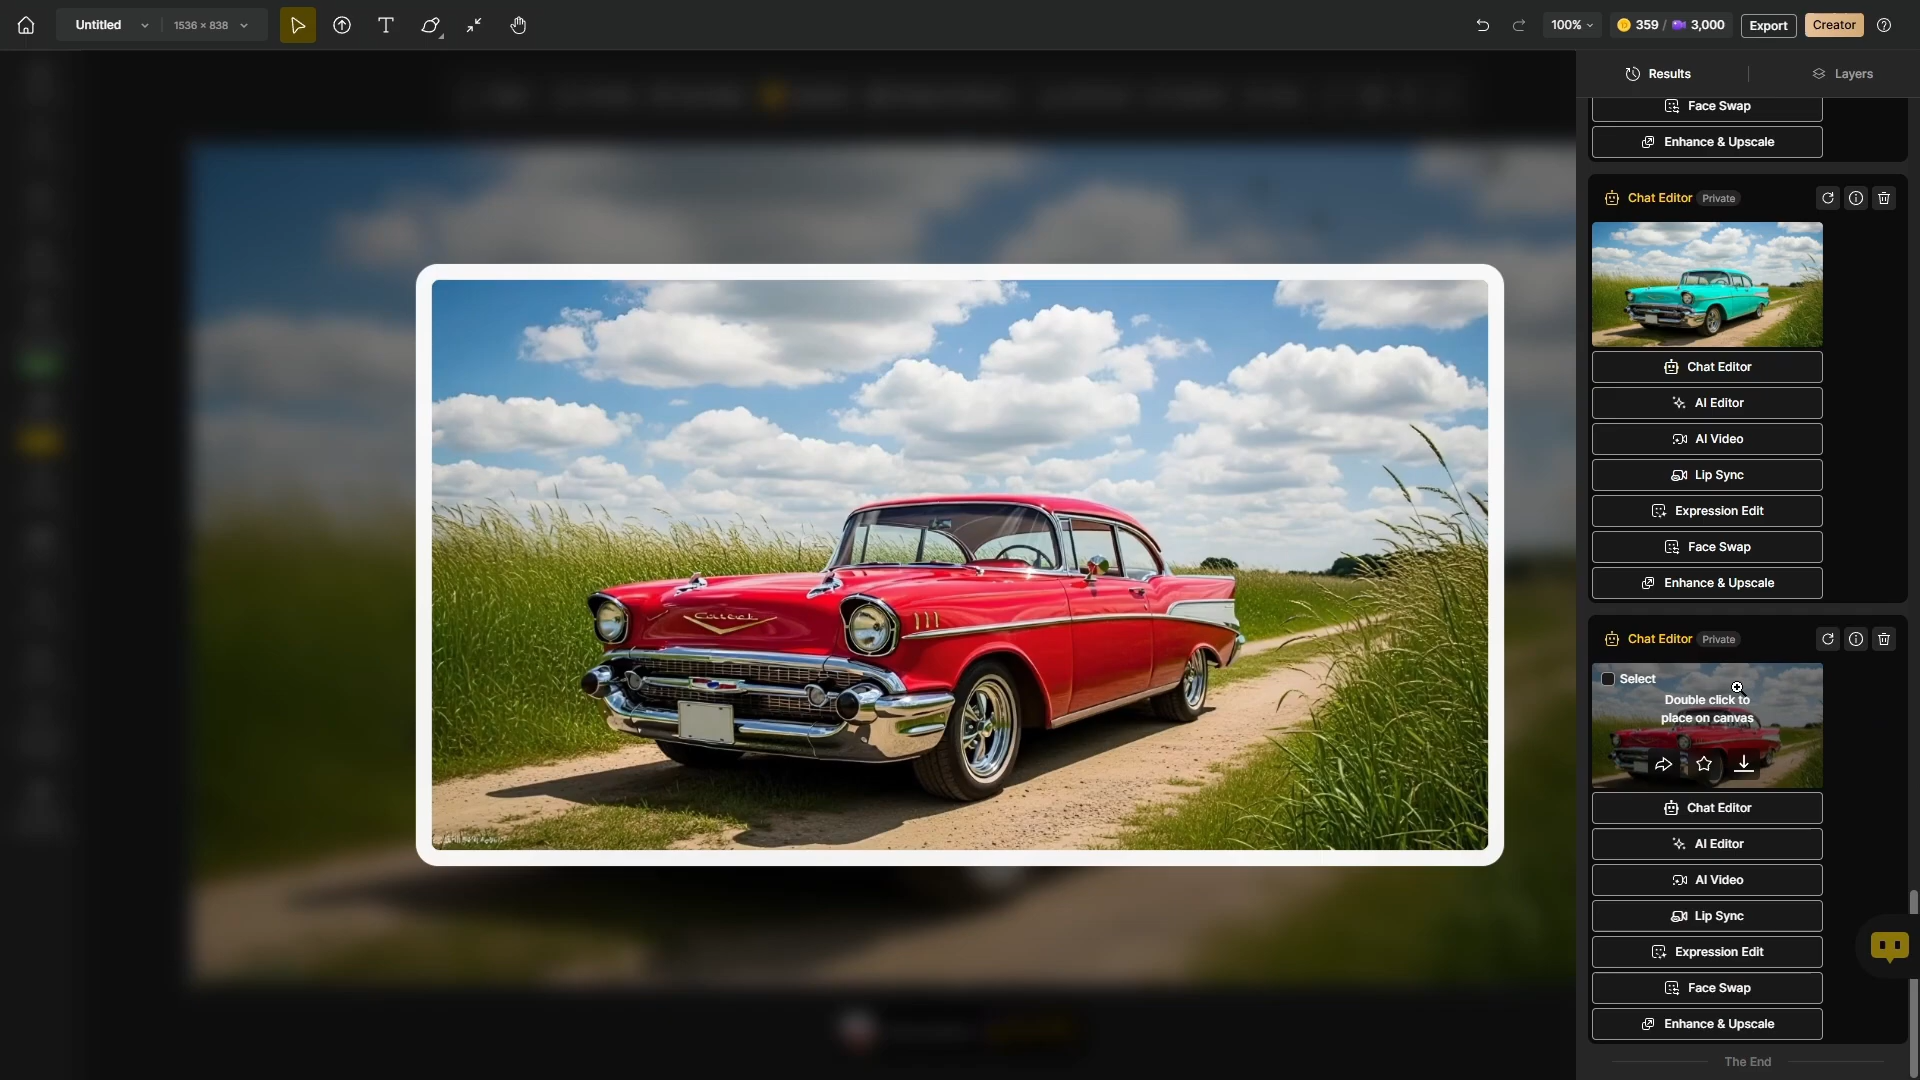 Untitled
1536 × 838
T
100%
359 / 3,000
Export
Creator
Results
Layers
Face Swap
Enhance & Upscale
Chat Editor Private
Chat Editor
AI Editor
AI Video
Lip Sync
Expression Edit
Face Swap
Enhance & Upscale
Chat Editor Private
Select
Double click to
place on canvas
Chat Editor
AI Editor
AI Video
Lip Sync
Expression Edit
Face Swap
Enhance & Upscale
The End